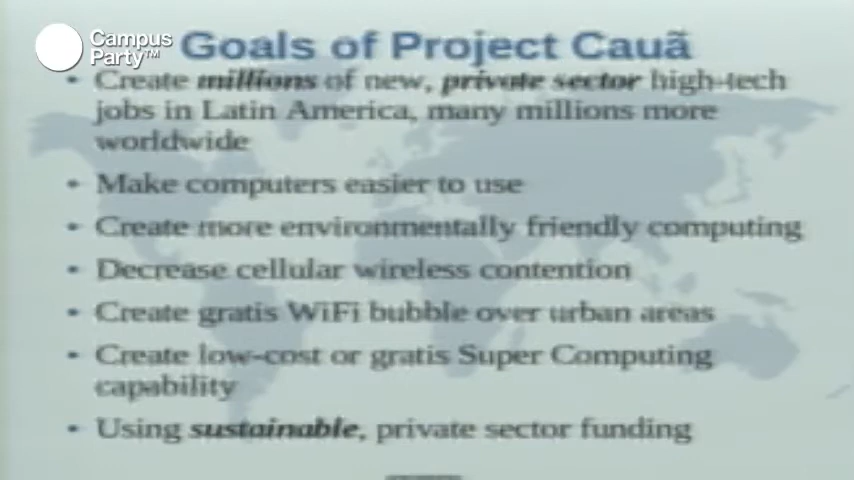 Campus
Party™
Goals of Project Cauã
• Create millions of new, private sector high-tech
jobs in Latin America, many millions more
worldwide
• Make computers easier to use
• Create more environmentally friendly computing
• Decrease cellular wireless contention
• Create gratis WiFi bubble over urban areas
• Create low-cost or gratis Super Computing
capability
• Using sustainable, private sector funding